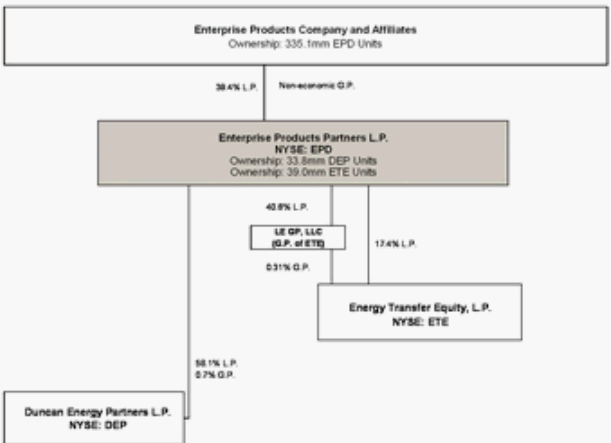 Enterprise Products Company and Affiliates
Ownership: 335.1mm EPD Units
38.4% L.P. Non-economic G.P.
Enterprise Products Partners L.P.
NYSE: EPD
Ownership: 33.8mm DEP Units
Ownership: 39.0mm ETE Units
40.6% L.P.
LE GP, LLC
(G.P. of ETE)
17.4% L.P.
0.31% G.P.
Energy Transfer Equity, L.P.
NYSE: ETE
58.1% L.P.
0.7% G.P.
Duncan Energy Partners L.P.
NYSE: DEP